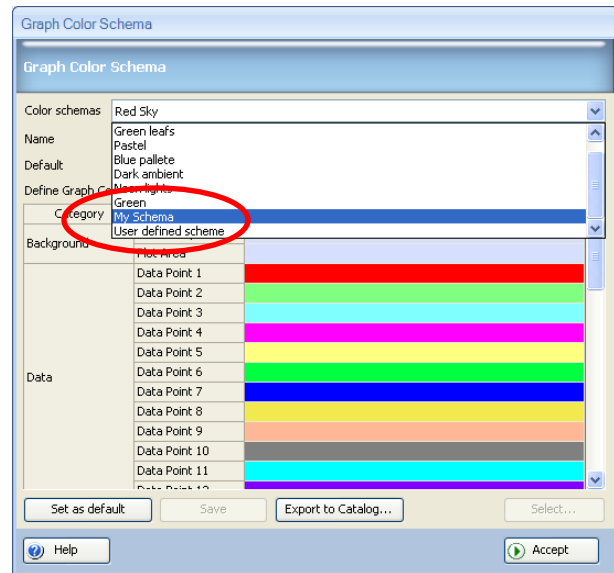 Graph Color Schema
Graph Color Schema
Color schemas Red Sky
Name
Green leafs
Pastel
Default
Blue pallete
Dark ambient
Define Graph Co
Neon lights
Green
Category
My Schema
User defined scheme
Background
Plot Area
Data Point 1
Data Point 2
Data Point 3
Data Point 4
Data Point 5
Data
Data Point 6
Data Point 7
Data Point 8
Data Point 9
Data Point 10
Data Point 11
Data Point 12
Set as default Save Export to Catalog... Select...
Help Accept